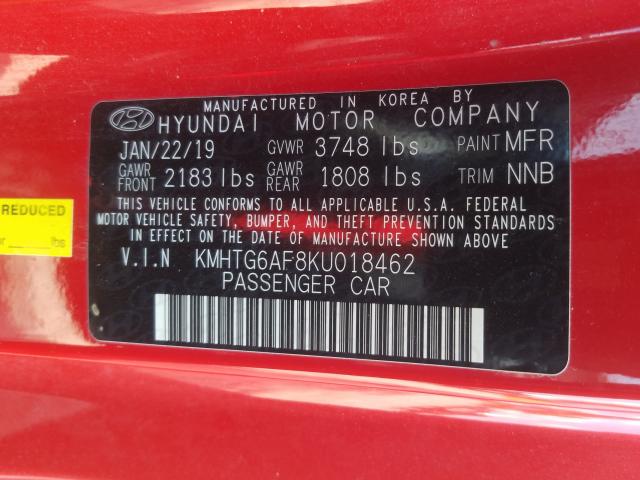 MANUFACTURED IN KOREA BY
HYUNDAI MOTOR COMPANY
JAN/22/19 GVWR 3748 lbs PAINT MFR
GAWR FRONT 2183 lbs GAWR REAR 1808 lbs TRIM NNB
THIS VEHICLE CONFORMS TO ALL APPLICABLE U.S.A. FEDERAL
MOTOR VEHICLE SAFETY, BUMPER, AND THEFT PREVENTION STANDARDS
IN EFFECT ON THE DATE OF MANUFACTURE SHOWN ABOVE.
V.I.N KMHTG6AF8KU018462
PASSENGER CAR
REDUCED
lbs